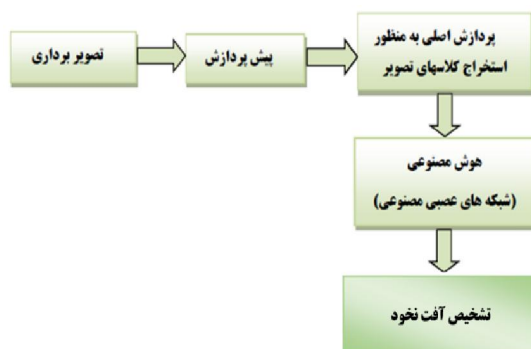 تصویر برداری
پیش پردازش
پردازش اصلی به منظور
استخراج کلاسهای تصویر
هوش مصنوعی
(شبکه های عصبی مصنوعی)
تشخیص آفت نخود